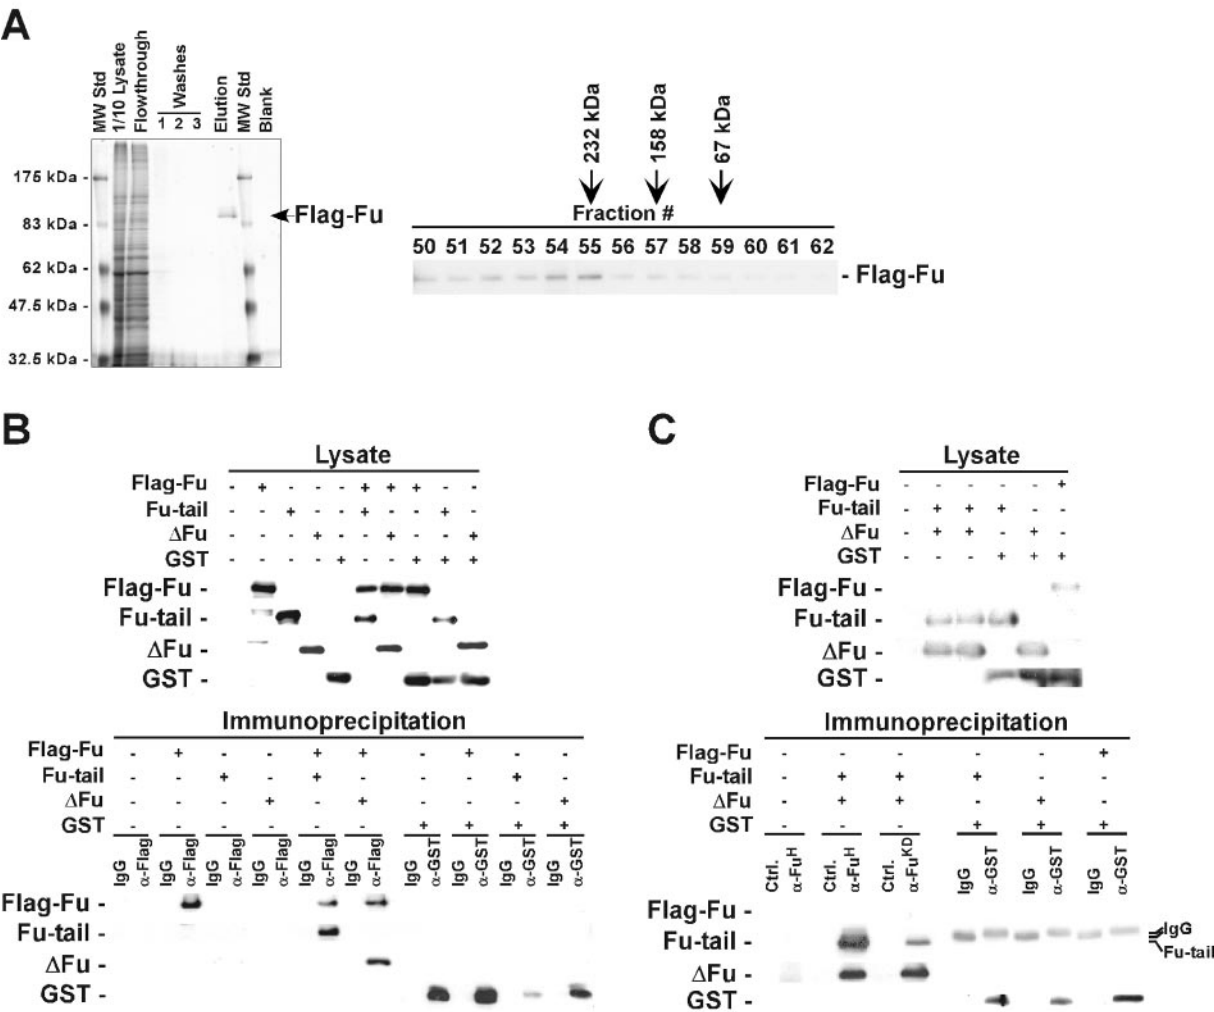 A
MW Std
1/10 Lysate
Flowthrough
Washes
1 2 3
Elution
MW Std
Blank
175 kDa -
83 kDa -
62 kDa -
47.5 kDa -
32.5 kDa -
Flag-Fu
232 kDa
158 kDa
67 kDa
Fraction #
50 51 52 53 54 55 56 57 58 59 60 61 62
- Flag-Fu
B
Lysate
Flag-Fu - + - - - + + + - -
Fu-tail - - + - - + - - + -
ΔFu - - - + - - + - - +
GST - - - - + - - + + +
Flag-Fu -
Fu-tail -
ΔFu -
GST -
Immunoprecipitation
Flag-Fu - + - - + + - + - -
Fu-tail - - + - + - - - + -
ΔFu - - - + - + - - - +
GST - - - - - - + + + +
IgG α-Flag IgG α-Flag IgG α-Flag IgG α-Flag IgG α-Flag IgG α-Flag IgG α-GST IgG α-GST IgG α-GST IgG α-GST
Flag-Fu -
Fu-tail -
ΔFu -
GST -
C
Lysate
Flag-Fu - - - - - +
Fu-tail - + + + - -
ΔFu - + + - + -
GST - - - + + +
Flag-Fu -
Fu-tail -
ΔFu -
GST -
Immunoprecipitation
Flag-Fu - - - - - +
Fu-tail - + + + - -
ΔFu - + + - + -
GST - - - + + +
Ctrl. α-FuH Ctrl. α-FuH Ctrl. α-FuKD IgG α-GST IgG α-GST IgG α-GST
Flag-Fu -
Fu-tail -
ΔFu -
GST -
IgG
Fu-tail